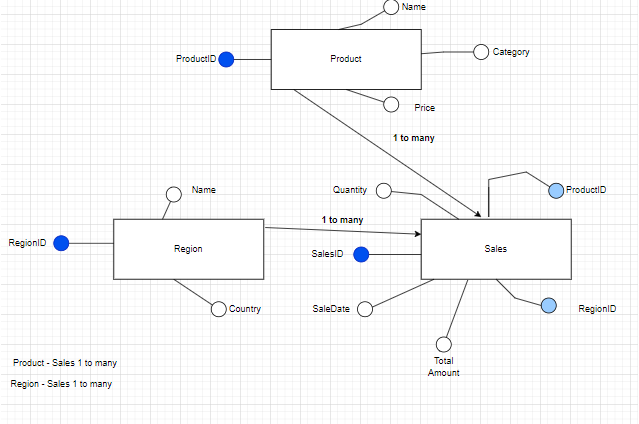 Name
ProductID
Product
Category
Price
1 to many
Name
Quantity
ProductID
1 to many
RegionID
Region
SalesID
Sales
Country
SaleDate
RegionID
Total
Amount
Product - Sales 1 to many
Region - Sales 1 to many